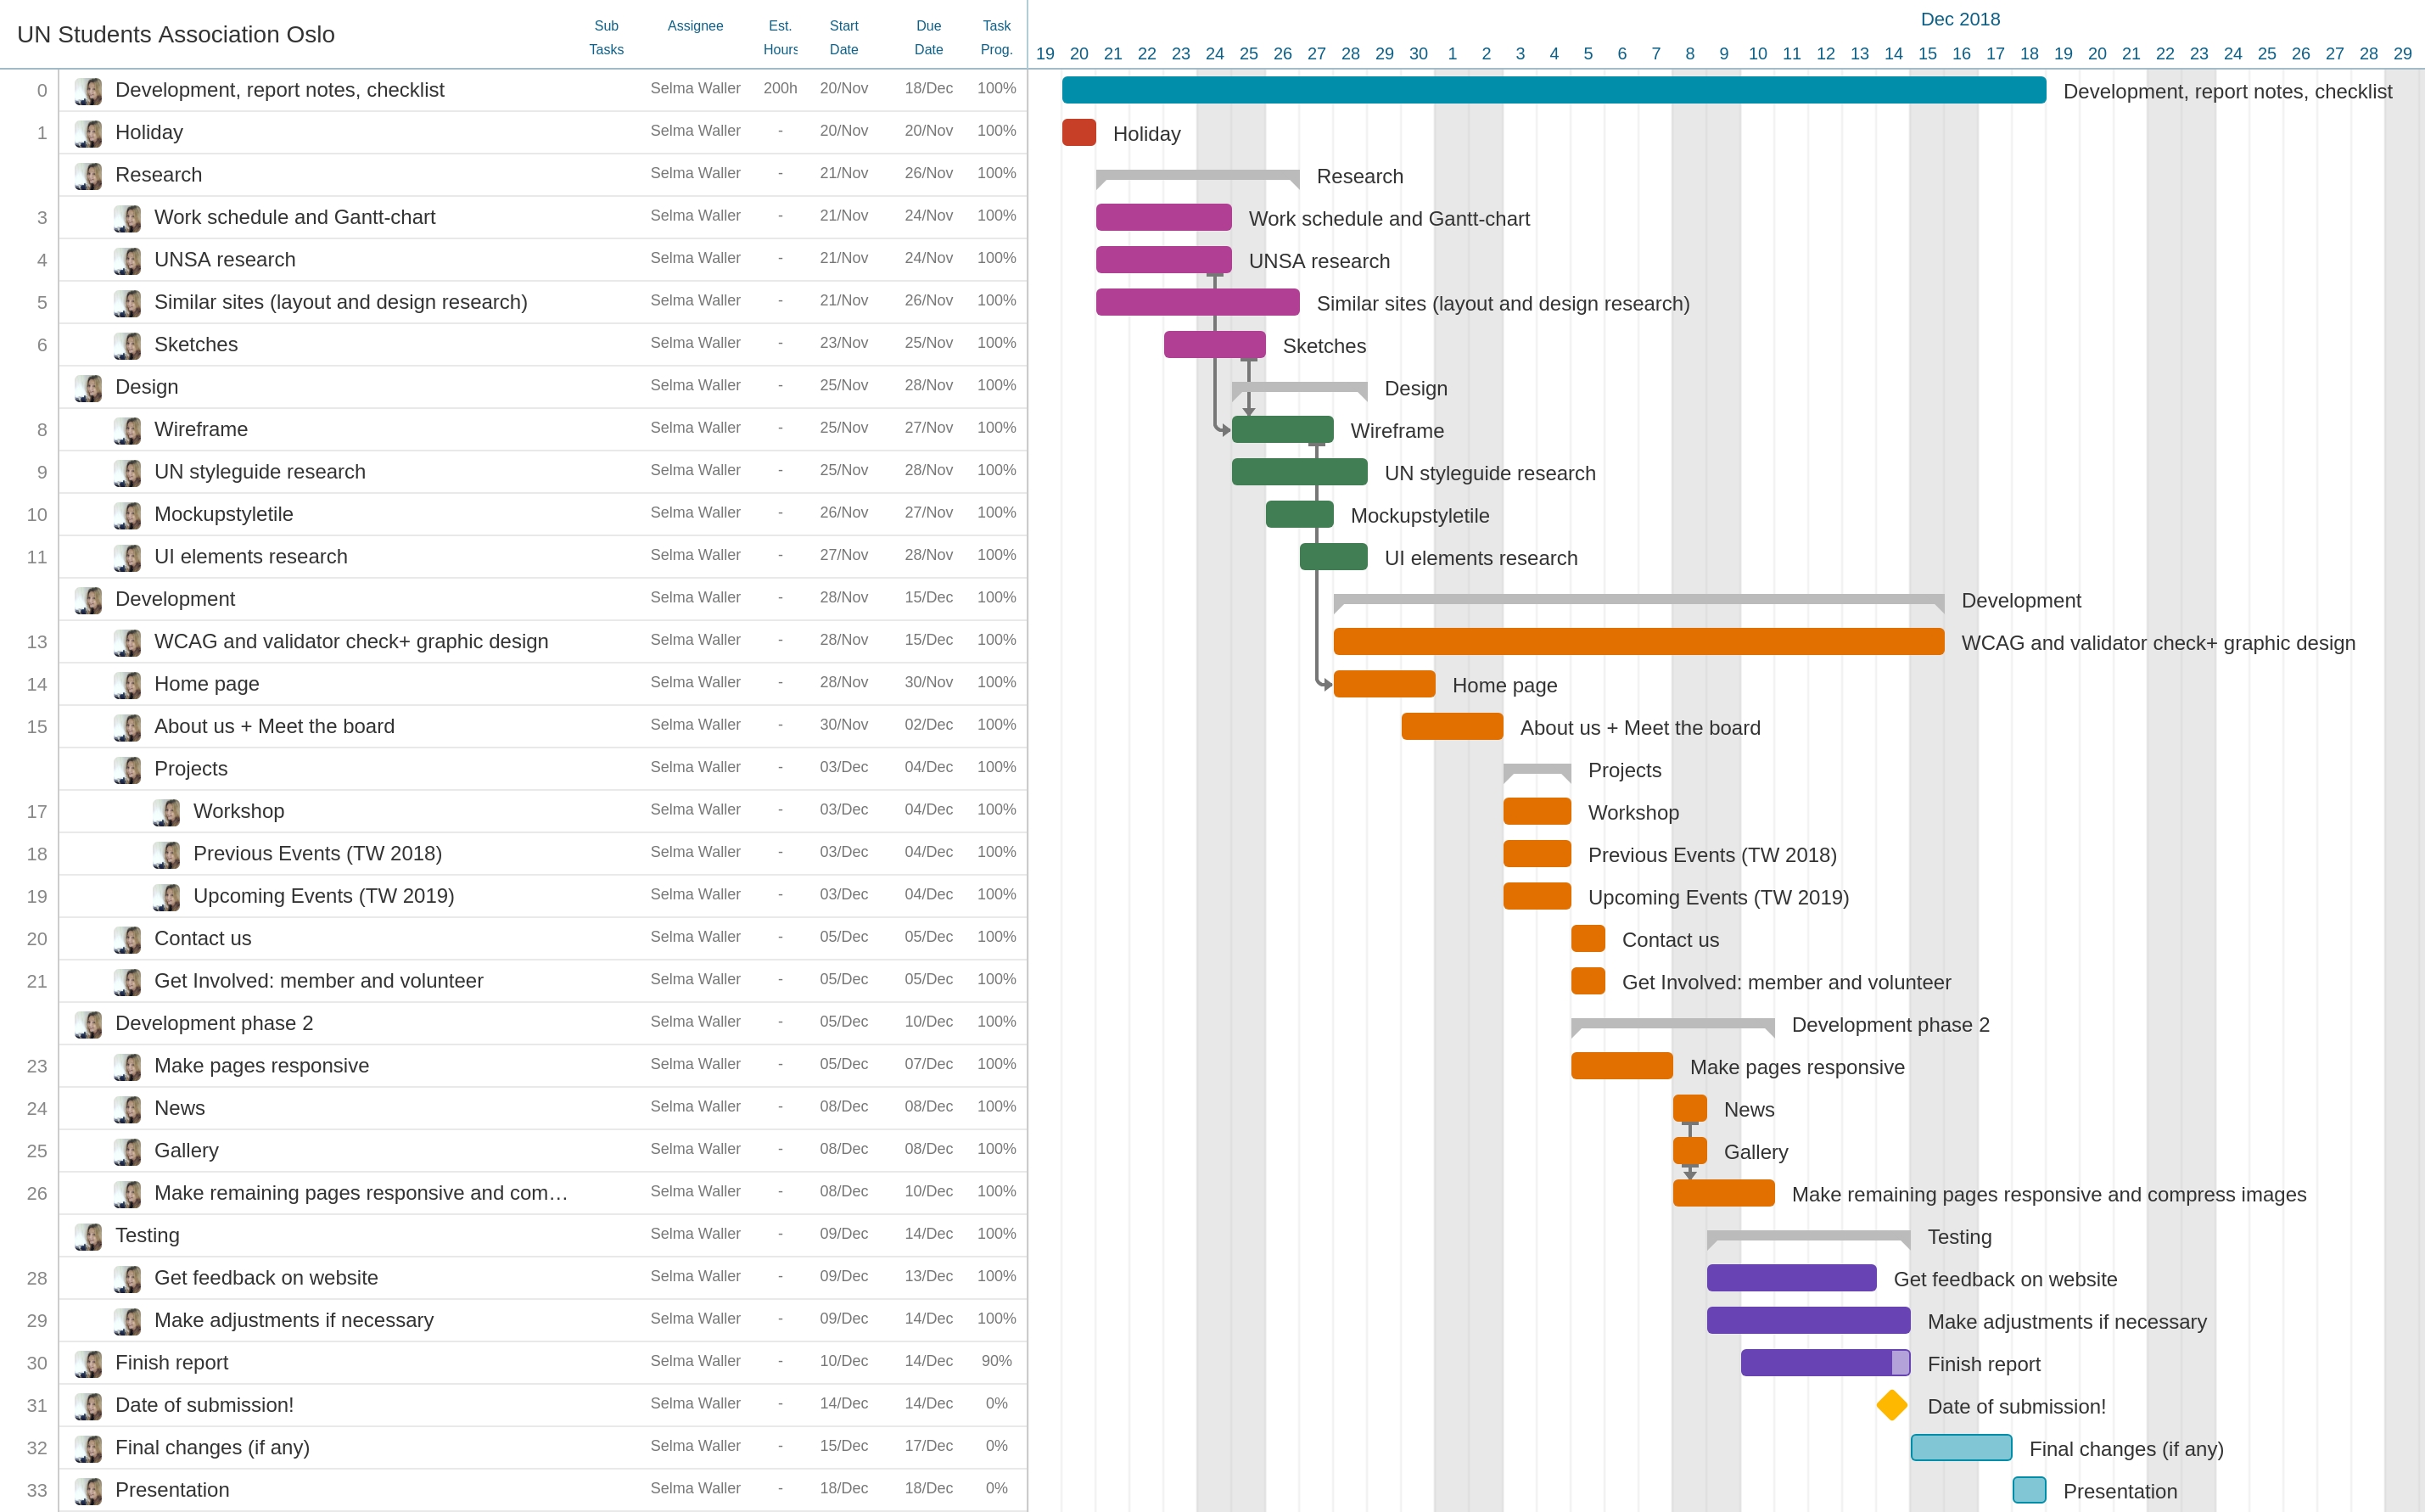 UN Students Association Oslo
Sub Tasks Assignee Est. Hours Start Date Due Date Task Prog.
Dec 2018
19 20 21 22 23 24 25 26 27 28 29 30 1 2 3 4 5 6 7 8 9 10 11 12 13 14 15 16 17 18 19 20 21 22 23 24 25 26 27 28 29
0 Development, report notes, checklist Selma Waller 200h 20/Nov 18/Dec 100% Development, report notes, checklist
1 Holiday Selma Waller - 20/Nov 20/Nov 100% Holiday
Research Selma Waller - 21/Nov 26/Nov 100% Research
3 Work schedule and Gantt-chart Selma Waller - 21/Nov 24/Nov 100% Work schedule and Gantt-chart
4 UNSA research Selma Waller - 21/Nov 24/Nov 100% UNSA research
5 Similar sites (layout and design research) Selma Waller - 21/Nov 26/Nov 100% Similar sites (layout and design research)
6 Sketches Selma Waller - 23/Nov 25/Nov 100% Sketches
Design Selma Waller - 25/Nov 28/Nov 100% Design
8 Wireframe Selma Waller - 25/Nov 27/Nov 100% Wireframe
9 UN styleguide research Selma Waller - 25/Nov 28/Nov 100% UN styleguide research
10 Mockupstyletile Selma Waller - 26/Nov 27/Nov 100% Mockupstyletile
11 UI elements research Selma Waller - 27/Nov 28/Nov 100% UI elements research
Development Selma Waller - 28/Nov 15/Dec 100% Development
13 WCAG and validator check+ graphic design Selma Waller - 28/Nov 15/Dec 100% WCAG and validator check+ graphic design
14 Home page Selma Waller - 28/Nov 30/Nov 100% Home page
15 About us + Meet the board Selma Waller - 30/Nov 02/Dec 100% About us + Meet the board
Projects Selma Waller - 03/Dec 04/Dec 100% Projects
17 Workshop Selma Waller - 03/Dec 04/Dec 100% Workshop
18 Previous Events (TW 2018) Selma Waller - 03/Dec 04/Dec 100% Previous Events (TW 2018)
19 Upcoming Events (TW 2019) Selma Waller - 03/Dec 04/Dec 100% Upcoming Events (TW 2019)
20 Contact us Selma Waller - 05/Dec 05/Dec 100% Contact us
21 Get Involved: member and volunteer Selma Waller - 05/Dec 05/Dec 100% Get Involved: member and volunteer
Development phase 2 Selma Waller - 05/Dec 10/Dec 100% Development phase 2
23 Make pages responsive Selma Waller - 05/Dec 07/Dec 100% Make pages responsive
24 News Selma Waller - 08/Dec 08/Dec 100% News
25 Gallery Selma Waller - 08/Dec 08/Dec 100% Gallery
26 Make remaining pages responsive and com… Selma Waller - 08/Dec 10/Dec 100% Make remaining pages responsive and compress images
Testing Selma Waller - 09/Dec 14/Dec 100% Testing
28 Get feedback on website Selma Waller - 09/Dec 13/Dec 100% Get feedback on website
29 Make adjustments if necessary Selma Waller - 09/Dec 14/Dec 100% Make adjustments if necessary
30 Finish report Selma Waller - 10/Dec 14/Dec 90% Finish report
31 Date of submission! Selma Waller - 14/Dec 14/Dec 0% Date of submission!
32 Final changes (if any) Selma Waller - 15/Dec 17/Dec 0% Final changes (if any)
33 Presentation Selma Waller - 18/Dec 18/Dec 0% Presentation